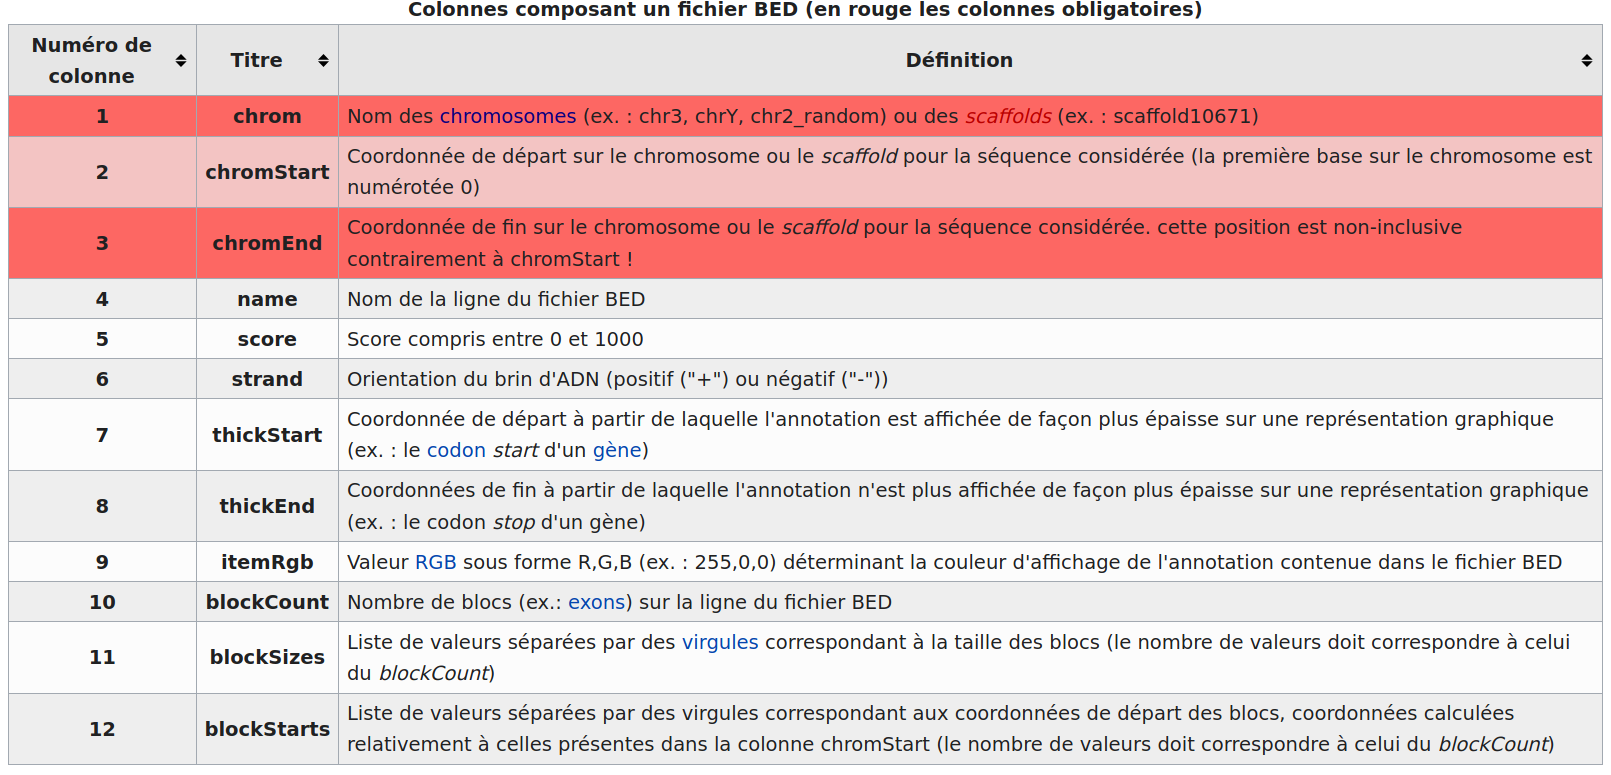 Colonnes composant un fichier BED (en rouge les colonnes obligatoires)
Numéro de
colonne
Titre
Définition
1
chrom
Nom des chromosomes (ex. : chr3, chrY, chr2_random) ou des scaffolds (ex. : scaffold10671)
2
chromStart
Coordonnée de départ sur le chromosome ou le scaffold pour la séquence considérée (la première base sur le chromosome est
numérotée 0)
3
chromEnd
Coordonnée de fin sur le chromosome ou le scaffold pour la séquence considérée. cette position est non-inclusive
contrairement à chromStart !
4
name
Nom de la ligne du fichier BED
5
score
Score compris entre 0 et 1000
6
strand
Orientation du brin d'ADN (positif ("+") ou négatif ("-"))
7
thickStart
Coordonnée de départ à partir de laquelle l'annotation est affichée de façon plus épaisse sur une représentation graphique
(ex. : le codon start d'un gène)
8
thickEnd
Coordonnées de fin à partir de laquelle l'annotation n'est plus affichée de façon plus épaisse sur une représentation graphique
(ex. : le codon stop d'un gène)
9
itemRgb
Valeur RGB sous forme R,G,B (ex. : 255,0,0) déterminant la couleur d'affichage de l'annotation contenue dans le fichier BED
10
blockCount
Nombre de blocs (ex.: exons) sur la ligne du fichier BED
11
blockSizes
Liste de valeurs séparées par des virgules correspondant à la taille des blocs (le nombre de valeurs doit correspondre à celui
du blockCount)
12
blockStarts
Liste de valeurs séparées par des virgules correspondant aux coordonnées de départ des blocs, coordonnées calculées
relativement à celles présentes dans la colonne chromStart (le nombre de valeurs doit correspondre à celui du blockCount)